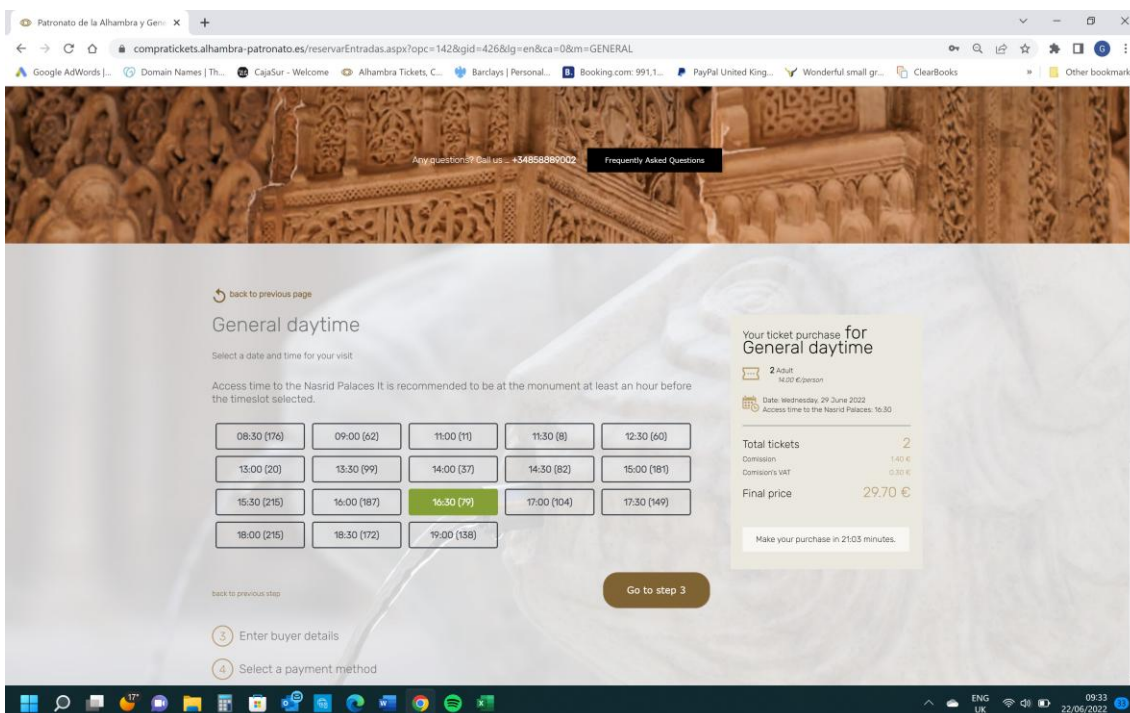 Patronato de la Alhambra y Gene
compratickets.alhambra-patronato.es/reservarEntradas.aspx?opc=142&gid=426&lg=en&ca=0&m=GENERAL
G
Google AdWords |... Domain Names | Th... CajaSur - Welcome Alhambra Tickets, C... Barclays | Personal... B. Booking.com: 991,1... PayPal United King... Wonderful small gr... ClearBooks » Other bookmark
Any questions? Call us _ +34858889002 Frequently Asked Questions
back to previous page
General daytime
Select a date and time for your visit
Access time to the Nasrid Palaces It is recommended to be at the monument at least an hour before
the timeslot selected.
08:30 (176) 09:00 (62) 11:00 (11) 11:30 (8) 12:30 (60)
13:00 (20) 13:30 (99) 14:00 (37) 14:30 (82) 15:00 (181)
15:30 (215) 16:00 (187) 16:30 (79) 17:00 (104) 17:30 (149)
18:00 (215) 18:30 (172) 19:00 (138)
back to previous step
Go to step 3
3 Enter buyer details
4 Select a payment method
Your ticket purchase for
General daytime
2 Adult
14.00 €/person
Date: Wednesday, 29 June 2022
Access time to the Nasrid Palaces: 16:30
Total tickets 2
Comission 1.40 €
Comision's VAT 0.30 €
Final price 29.70 €
Make your purchase in 21:03 minutes.
17°
ENG
UK
09:33
22/06/2022